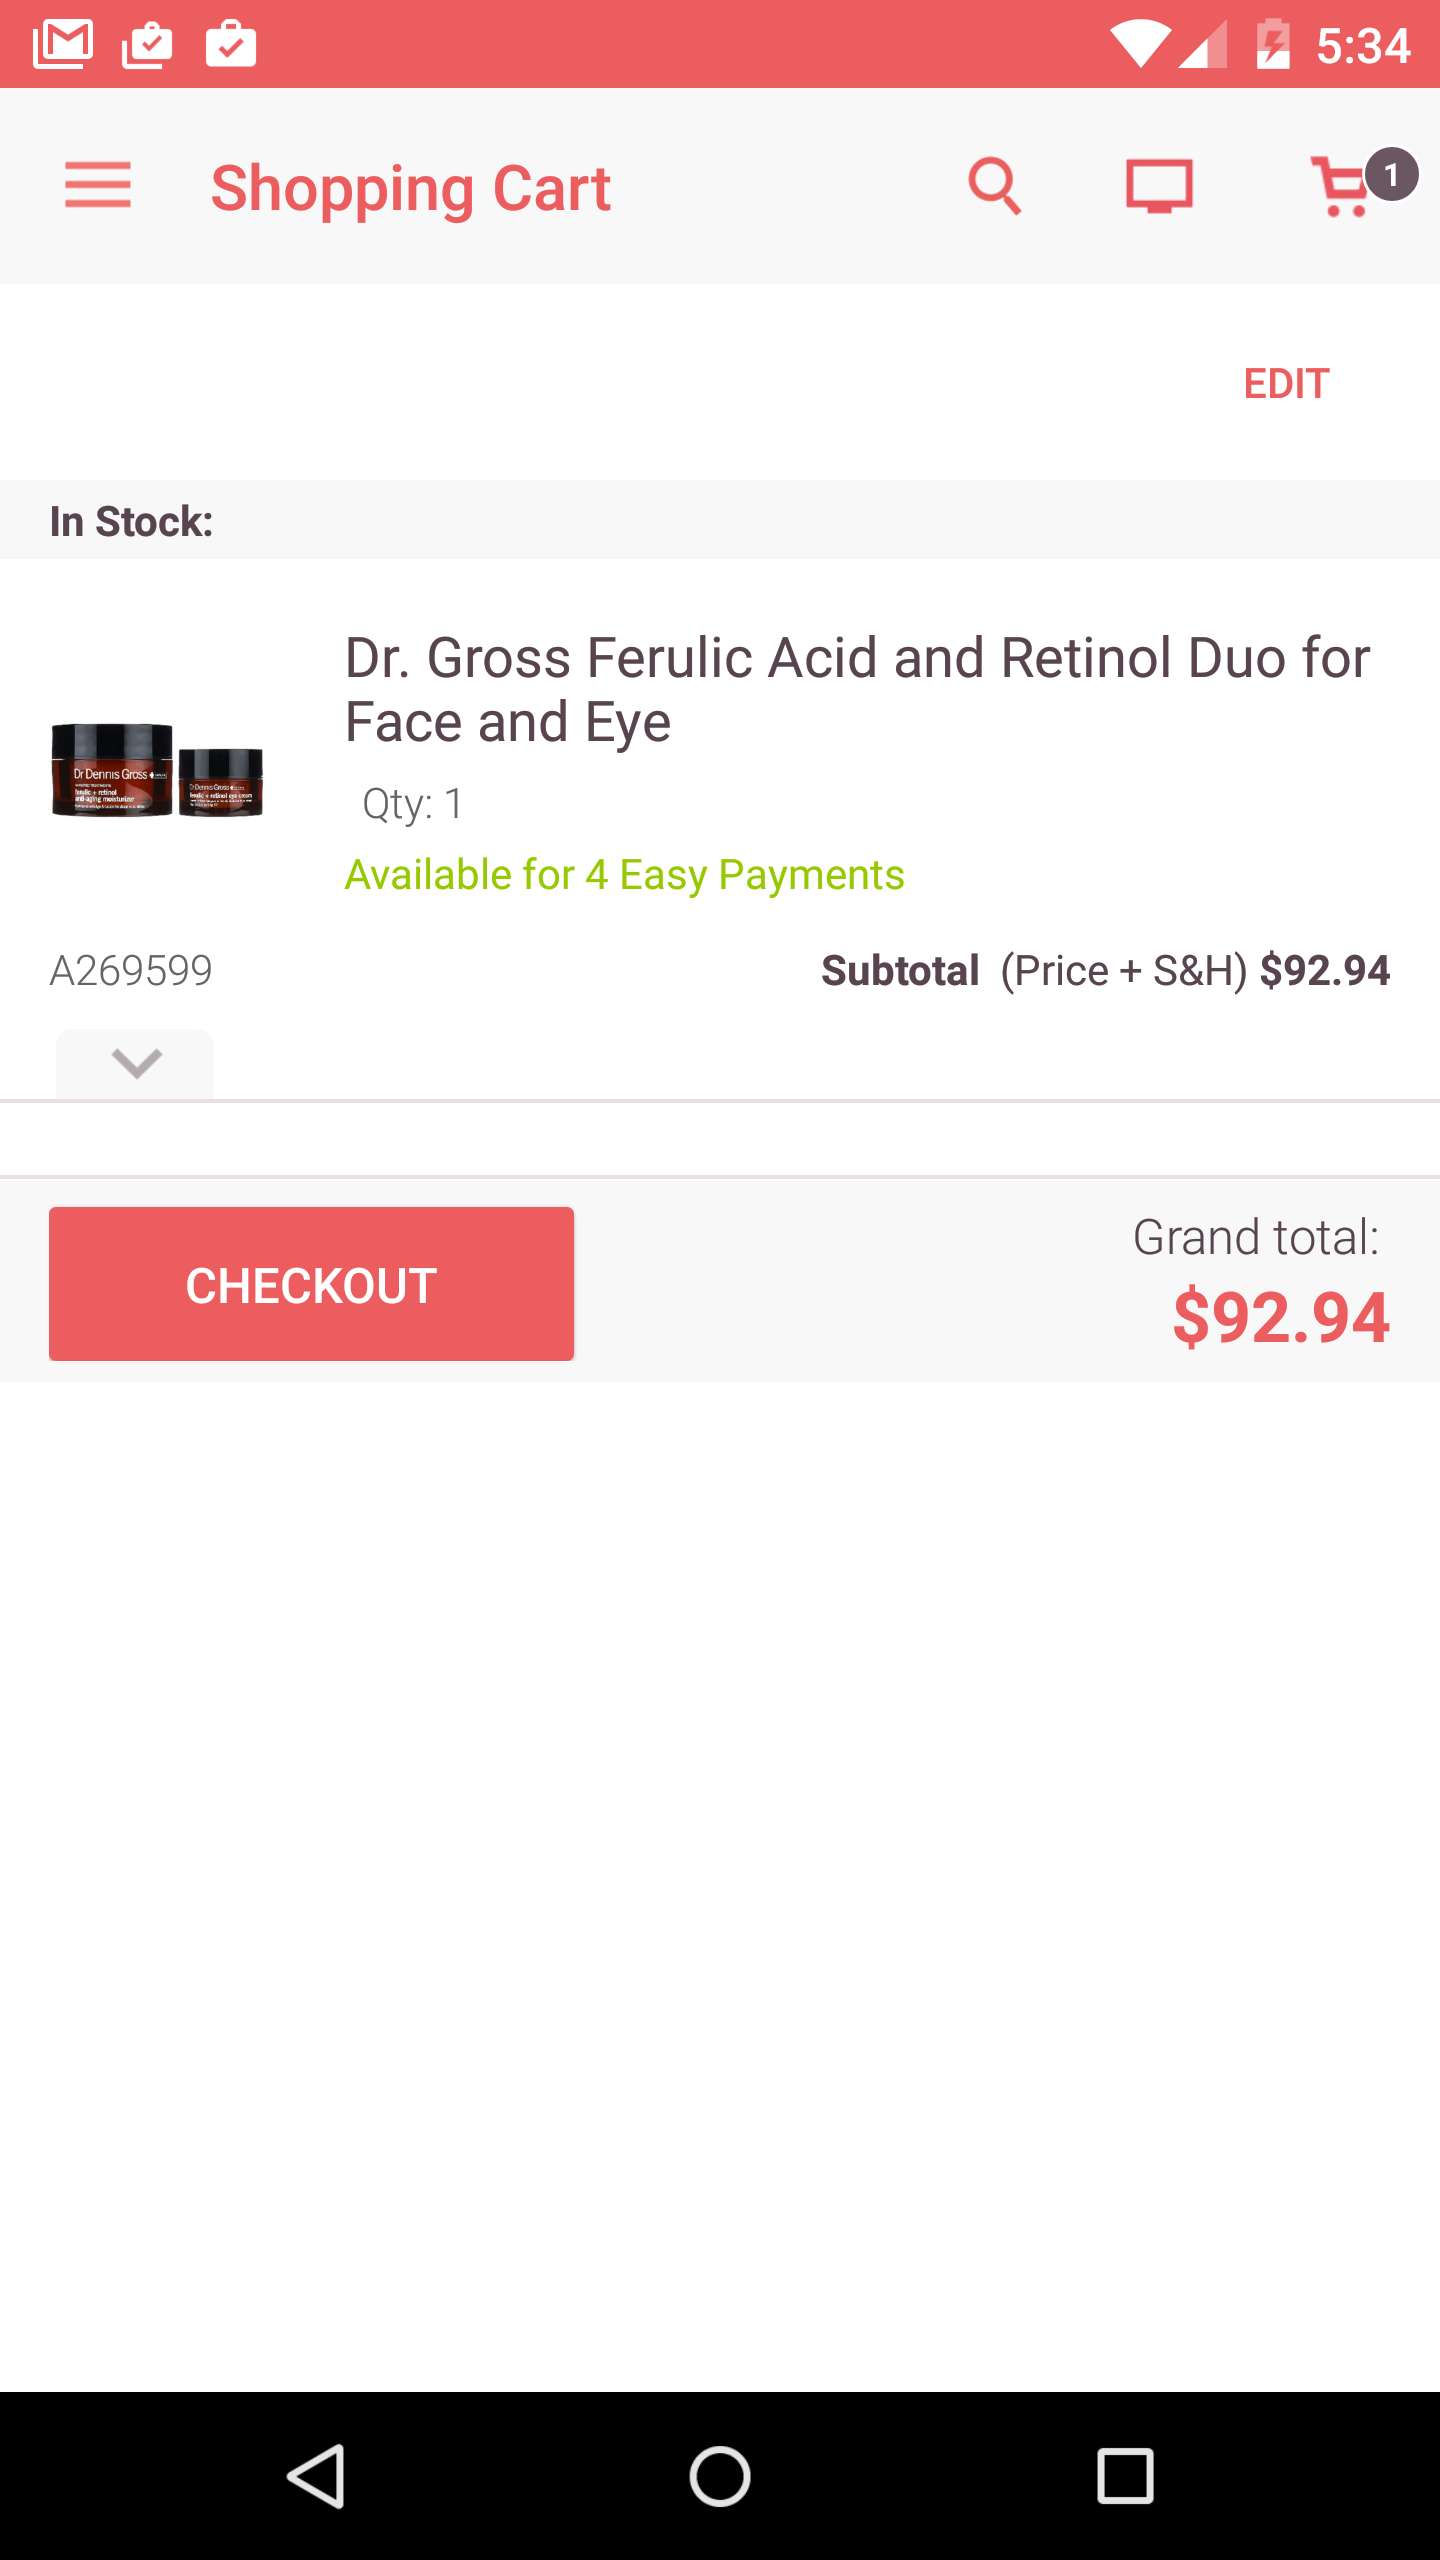 5:34
Shopping Cart
1
EDIT
In Stock:
Dr. Gross Ferulic Acid and Retinol Duo for
Face and Eye
Dr Dennis Gross
ferulic + retinol
anti-aging moisturizer
Dr Dennis Gross
ferulic + retinol eye cream
Qty: 1
Available for 4 Easy Payments
A269599
Subtotal (Price + S&H) $92.94
CHECKOUT
Grand total:
$92.94